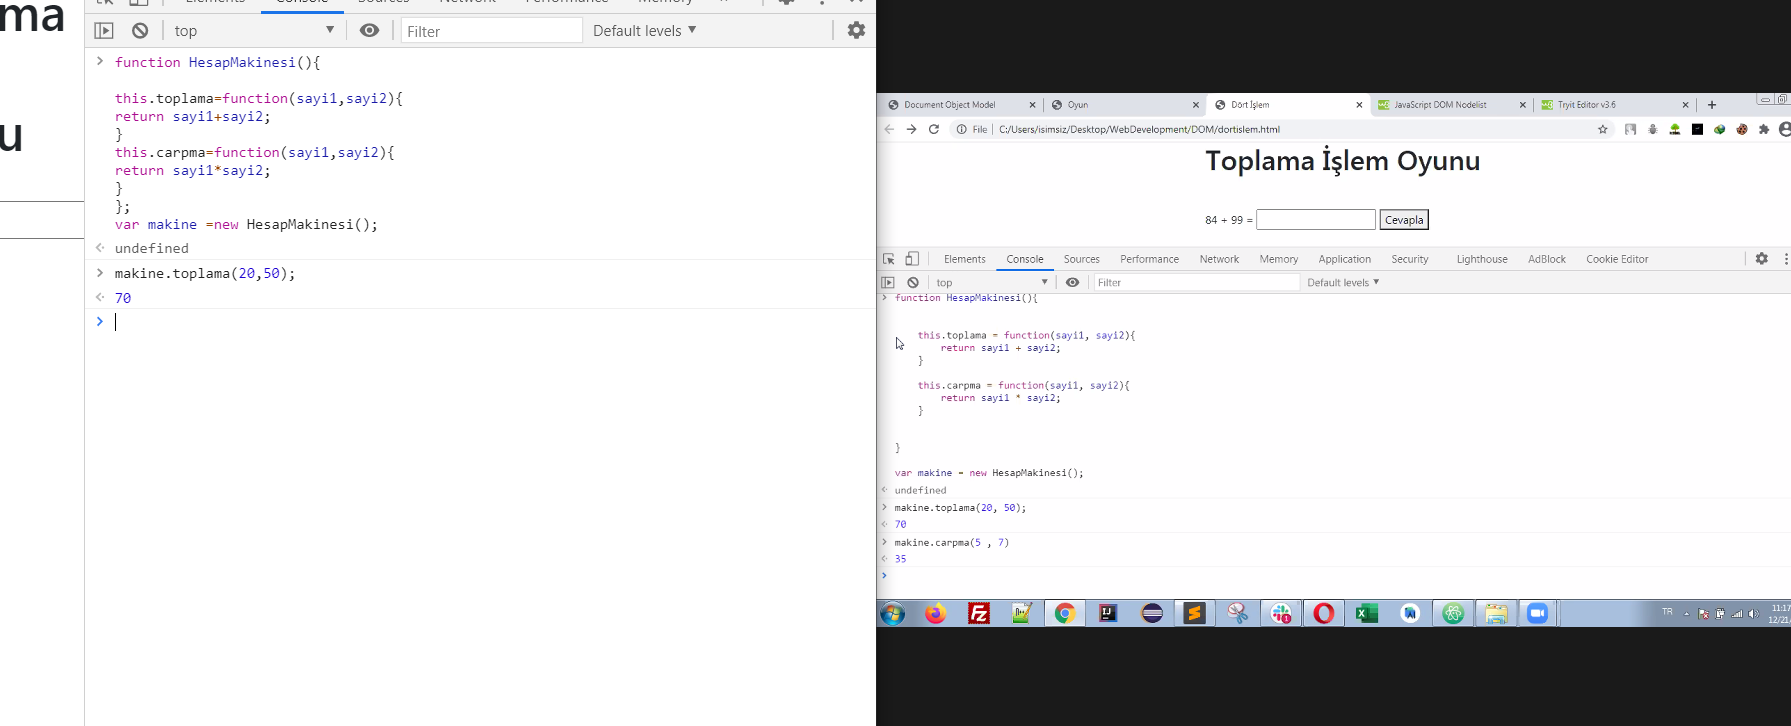 ma
u
Elements Console Sources Network Performance Memory
top
Filter
Default levels ▼
> function HesapMakinesi(){
this.toplama=function(sayi1,sayi2){
return sayi1+sayi2;
}
this.carpma=function(sayi1,sayi2){
return sayi1*sayi2;
}
};
var makine =new HesapMakinesi();
undefined
> makine.toplama(20,50);
70
>
Document Object Model
Oyun
Dört İşlem
JavaScript DOM Nodelist
Tryit Editor v3.6
File | C:/Users/isimsiz/Desktop/WebDevelopment/DOM/dortislem.html
Toplama İşlem Oyunu
84 + 99 =
Cevapla
Elements Console Sources Performance Network Memory Application Security Lighthouse AdBlock Cookie Editor
top
Filter
Default levels ▼
> function HesapMakinesi(){
this.toplama = function(sayi1, sayi2){
return sayi1 + sayi2;
}
this.carpma = function(sayi1, sayi2){
return sayi1 * sayi2;
}
}
var makine = new HesapMakinesi();
undefined
> makine.toplama(20, 50);
70
> makine.carpma(5 , 7)
35
>
TR
11:17
12/21/